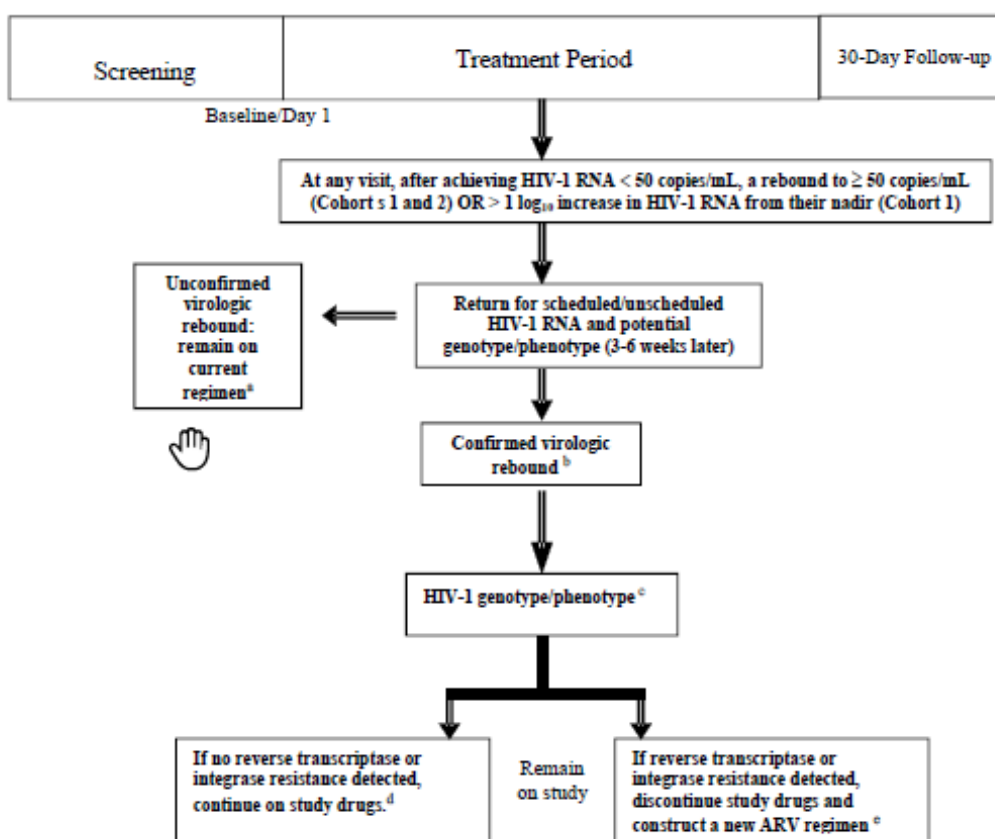 Screening
Treatment Period
30-Day Follow-up
Baseline/Day 1
At any visit, after achieving HIV-1 RNA < 50 copies/mL, a rebound to ≥ 50 copies/mL
(Cohort s 1 and 2) OR > 1 log₁₀ increase in HIV-1 RNA from their nadir (Cohort 1)
Unconfirmed
virologic
rebound:
remain on
current
regimenᵃ
Return for scheduled/unscheduled
HIV-1 RNA and potential
genotype/phenotype (3-6 weeks later)
Confirmed virologic
rebound ᵇ
HIV-1 genotype/phenotype ᶜ
If no reverse transcriptase or
integrase resistance detected,
continue on study drugs.ᵈ
Remain
on study
If reverse transcriptase or
integrase resistance detected,
discontinue study drugs and
construct a new ARV regimen ᵉ